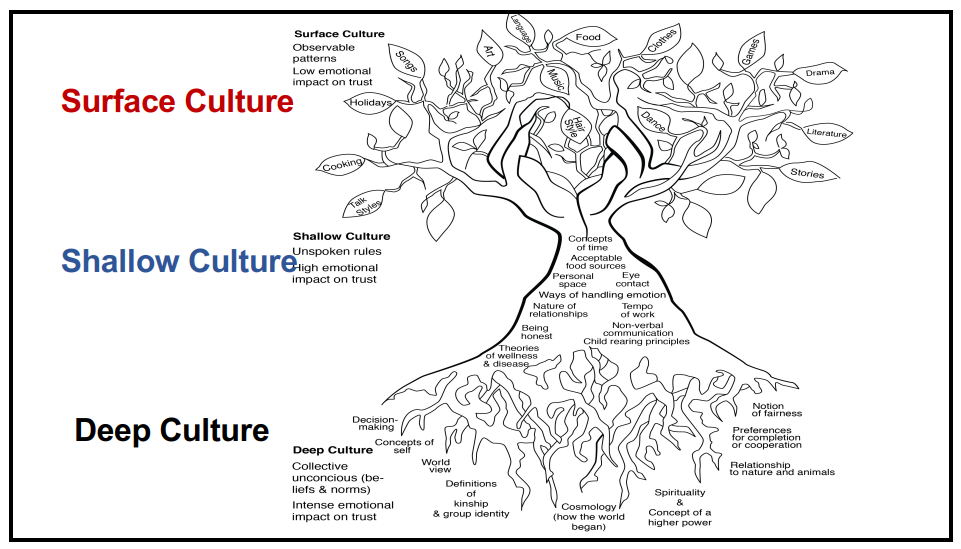 Surface Culture
Surface Culture
Observable
patterns
Low emotional
impact on trust
Language
Food
Clothes
Games
Art
Songs
Music
Drama
Holidays
Hair
Style
Dance
Literature
Cooking
Stories
Talk
Styles
Shallow Culture
Shallow Culture
Unspoken rules
High emotional
impact on trust
Concepts
of time
Acceptable
food sources
Personal
space
Eye
contact
Ways of handling emotion
Nature of
relationships
Tempo
of work
Being
honest
Non-verbal
communication
Child rearing principles
Theories
of wellness
& disease
Deep Culture
Deep Culture
Collective
unconcious (be-
liefs & norms)
Intense emotional
impact on trust
Decision-
making
Concepts of
self
World
view
Definitions
of
kinship
& group identity
Cosmology
(how the world
began)
Spirituality
&
Concept of a
higher power
Notion
of fairness
Preferences
for completion
or cooperation
Relationship
to nature and animals